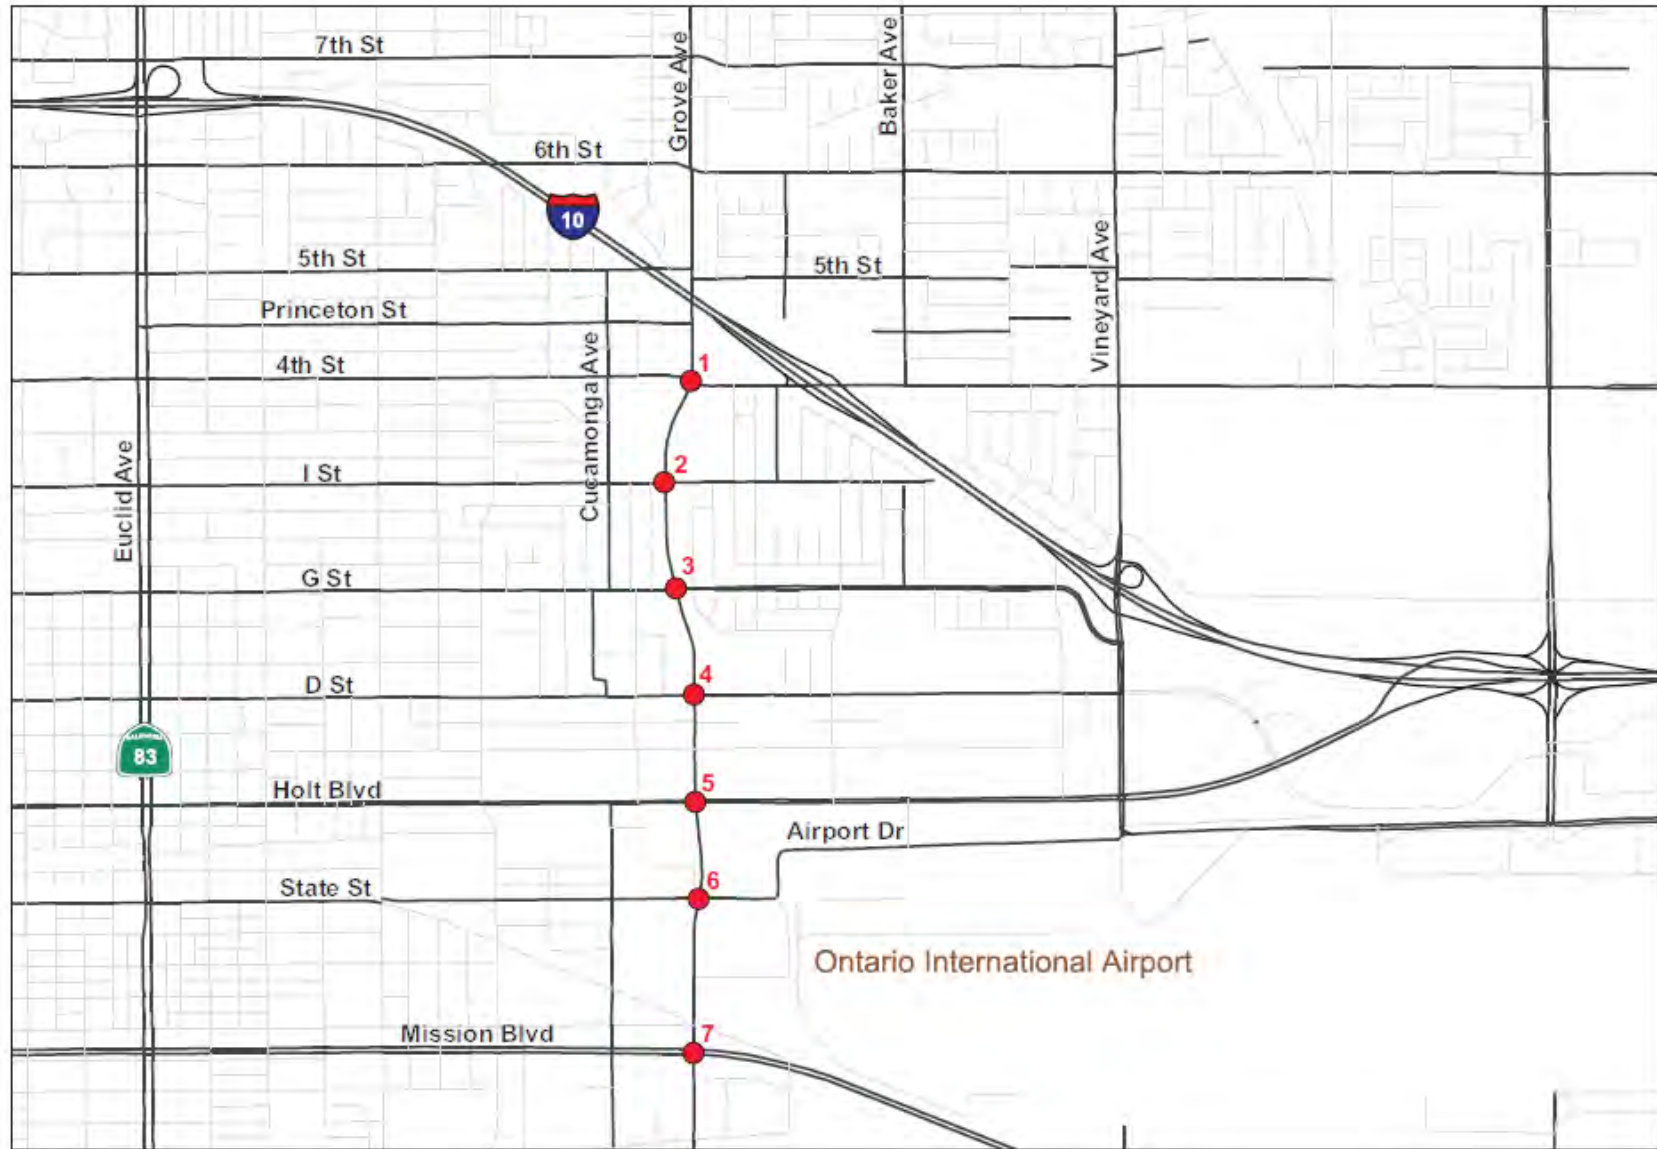 7th St
Grove Ave
Baker Ave
6th St
10
5th St
5th St
Vineyard Ave
Princeton St
4th St
1
Cucamonga Ave
Euclid Ave
I St
2
G St
3
D St
4
83
Holt Blvd
5
Airport Dr
State St
6
Ontario International Airport
Mission Blvd
7